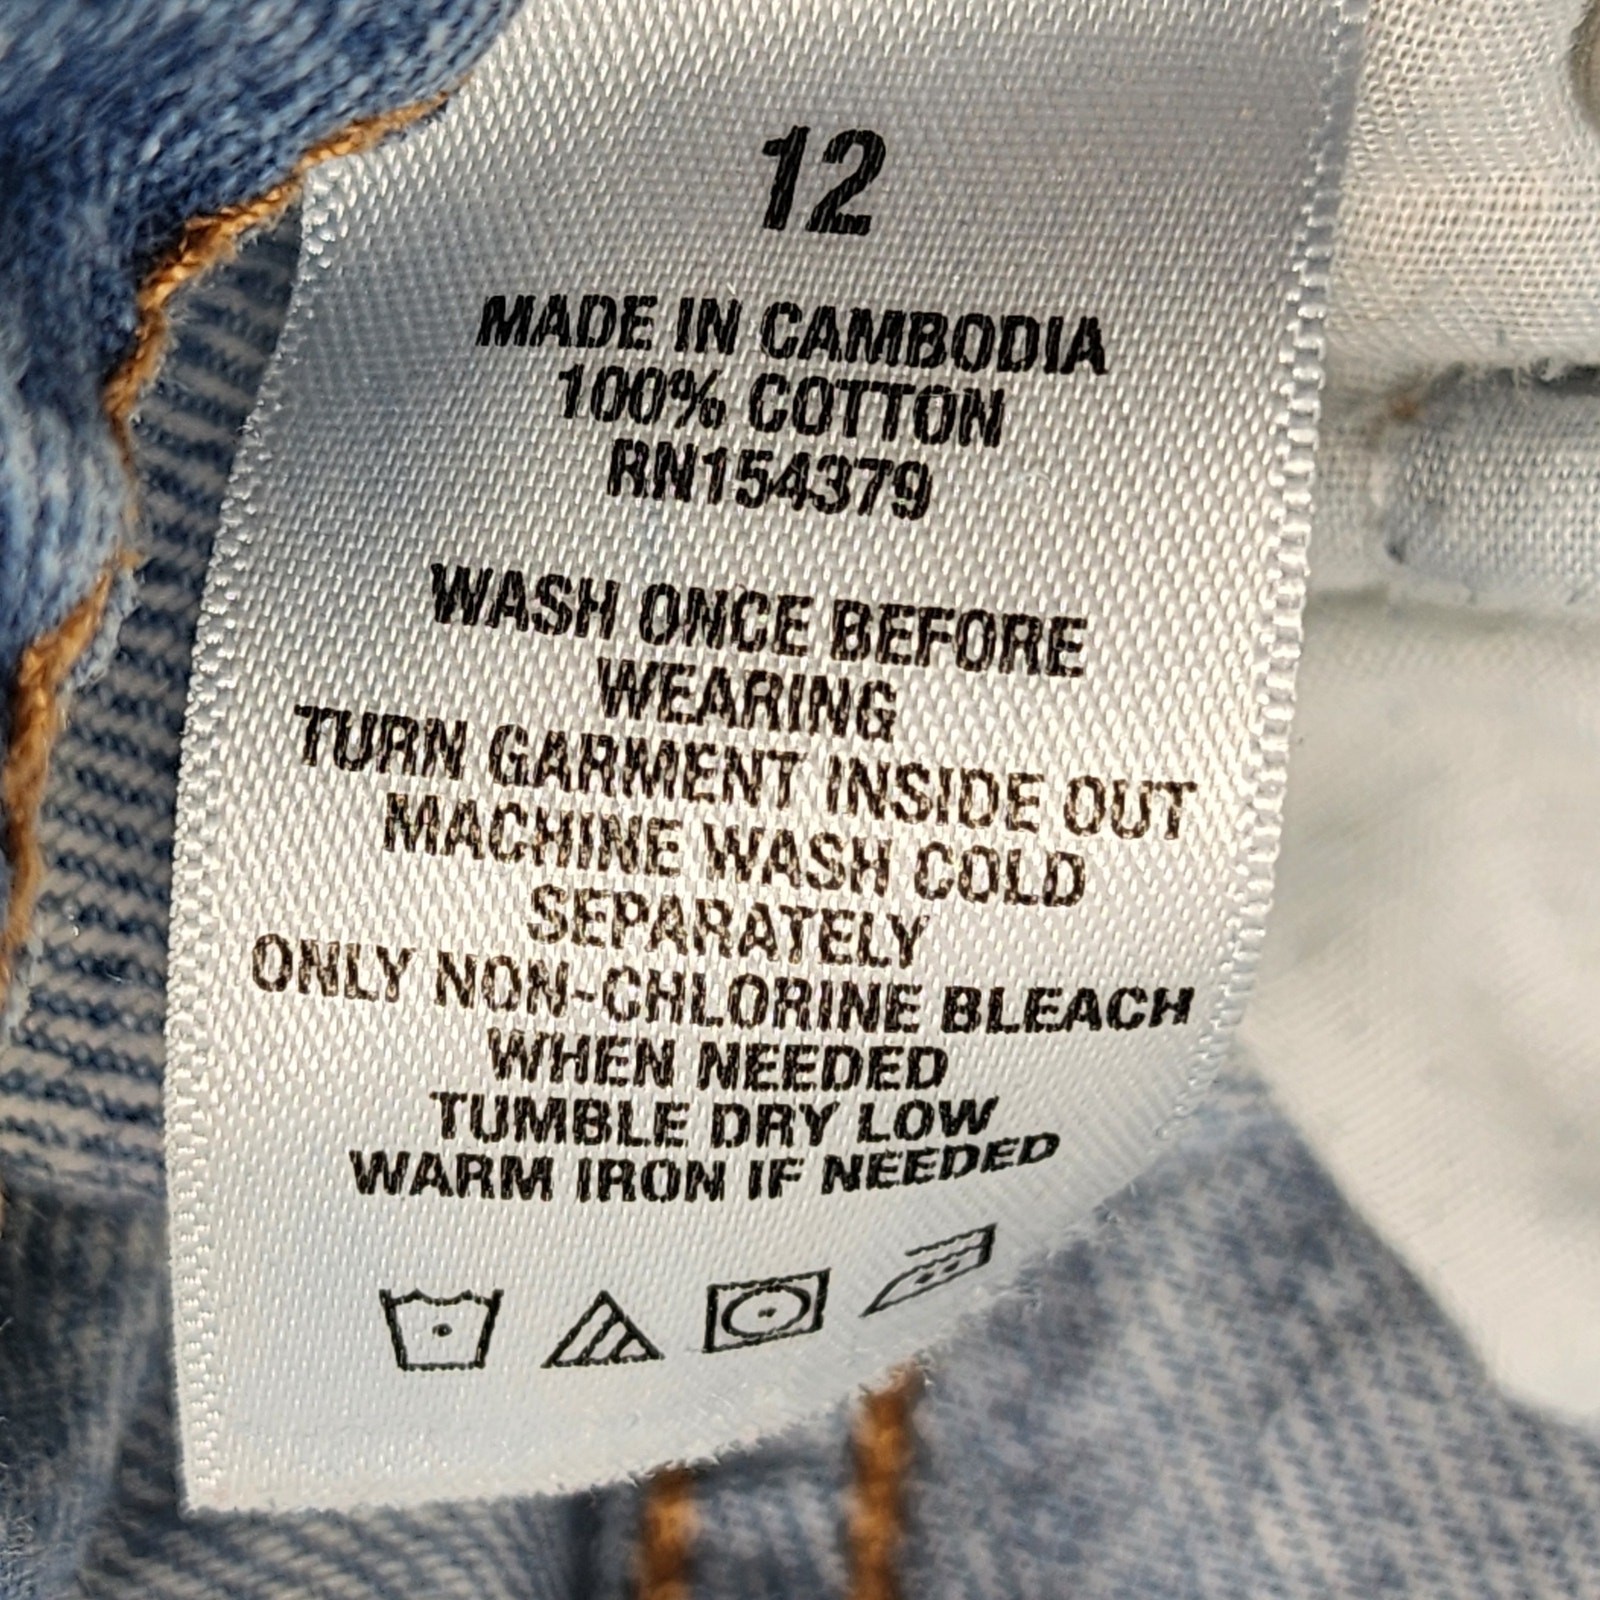 12
MADE IN CAMBODIA
100% COTTON
RN154379
WASH ONCE BEFORE
WEARING
TURN GARMENT INSIDE OUT
MACHINE WASH COLD
SEPARATELY
ONLY NON-CHLORINE BLEACH
WHEN NEEDED
TUMBLE DRY LOW
WARM IRON IF NEEDED